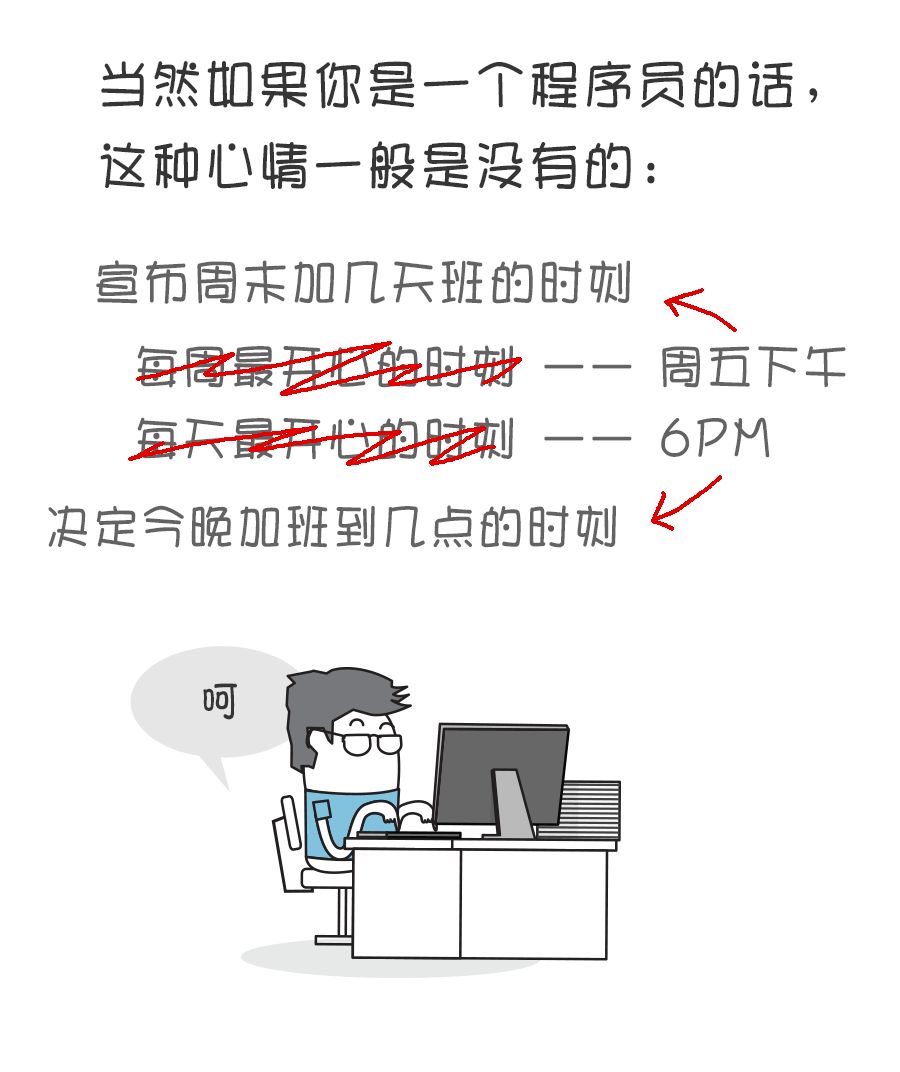 当然如果你是一个程序员的话，
这种心情一般是没有的：
宣布周末加几天班的时刻
每周最开心的时刻 —— 周五下午
每天最开心的时刻 —— 6PM
决定今晚加班到几点的时刻
呵